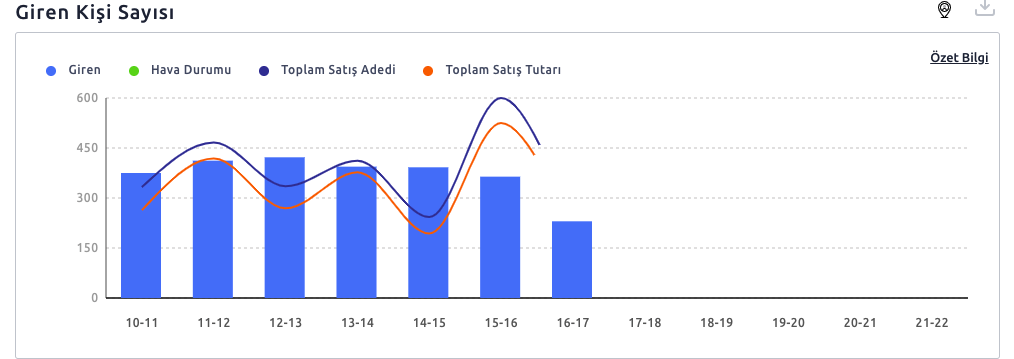 Giren Kişi Sayısı
Özet Bilgi
Giren Hava Durumu Toplam Satış Adedi Toplam Satış Tutarı
600
450
300
150
0
10-11 11-12 12-13 13-14 14-15 15-16 16-17 17-18 18-19 19-20 20-21 21-22